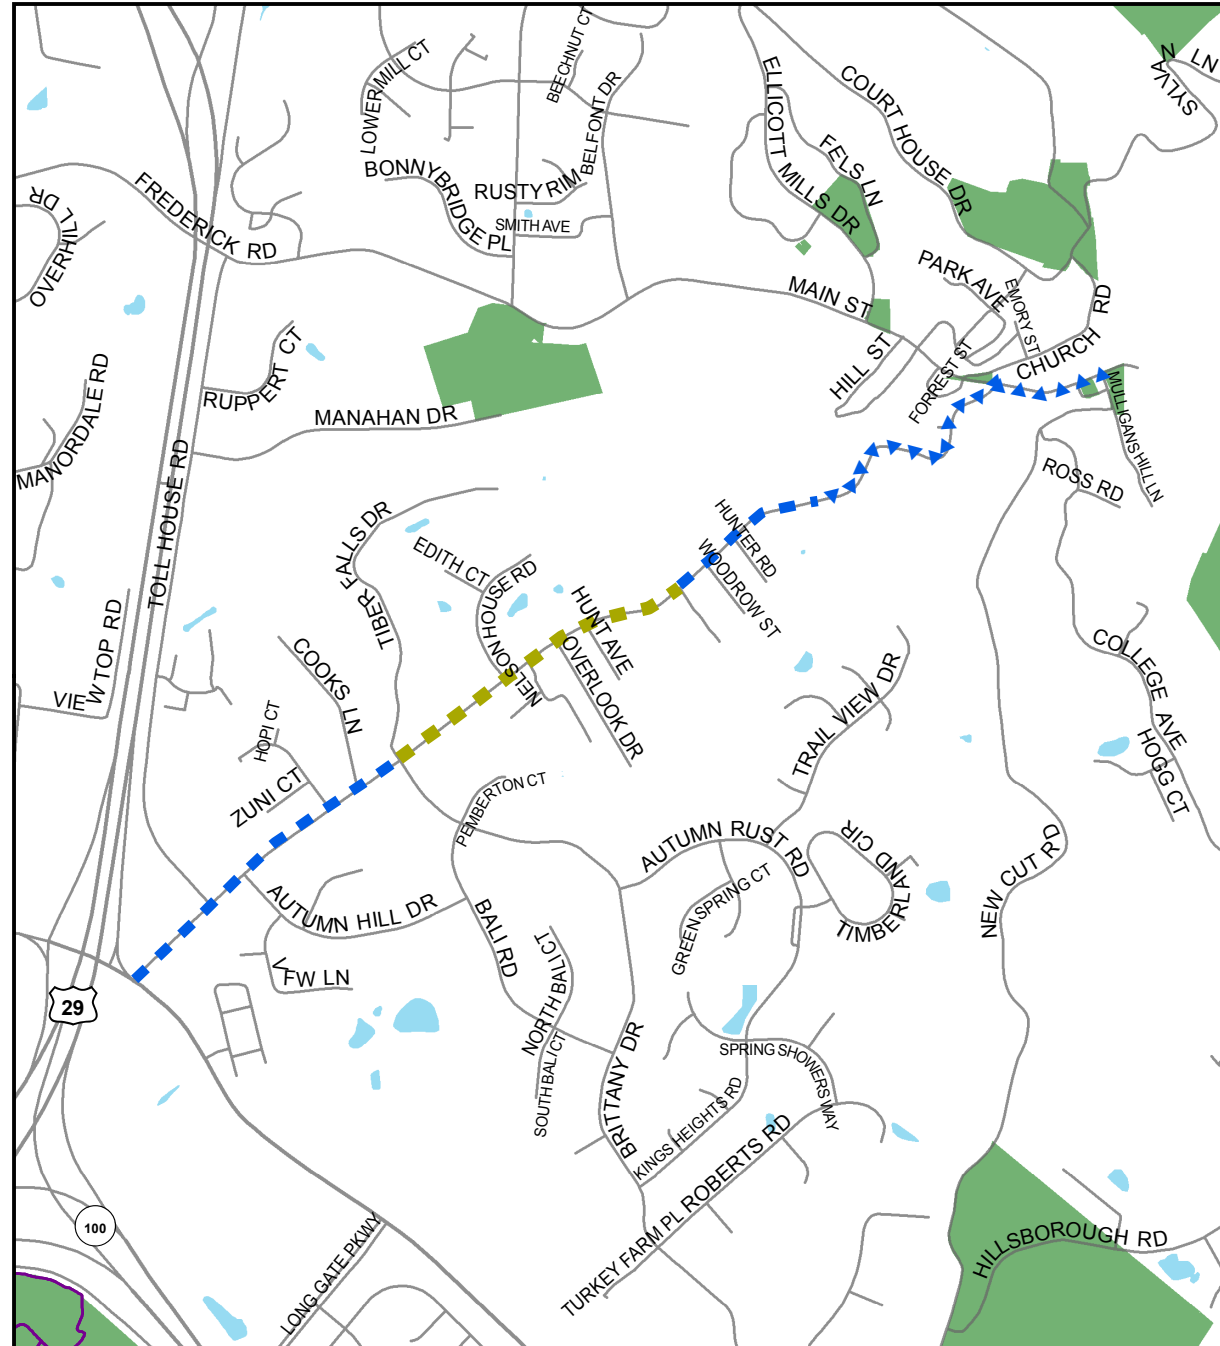 BEECHNUT CT
LOWER MILL CT
BELFONT DR
ELLICOTT MILLS DR
COURT HOUSE DR
SYLVAN LN
FELS LN
BONNYBRIDGE PL
RUSTY RIM
SMITH AVE
FREDERICK RD
OVERHILL DR
PARK AVE
EMORY ST
MAIN ST
CHURCH RD
HILL ST
FORREST ST
RUPPERT CT
MANAHAN DR
MANORDALE RD
MULLIGANS HILL LN
ROSS RD
TOLL HOUSE RD
TIBER FALLS DR
EDITH CT
NELSON HOUSE RD
HUNTER RD
WOODROW ST
HUNT AVE
OVERLOOK DR
VIEWTOP RD
COOKS LN
HOPI CT
ZUNI CT
COLLEGE AVE
HOGG CT
TRAIL VIEW DR
PEMBERTON CT
AUTUMN RUST RD
TIMBERLAND CIR
NEW CUT RD
GREEN SPRING CT
AUTUMN HILL DR
BALI RD
VFW LN
NORTH BALI CT
SOUTH BALI CT
29
BRITTANY DR
SPRING SHOWERS WAY
KINGS HEIGHTS RD
ROBERTS RD
TURKEY FARM PL
HILLSBOROUGH RD
100
LONG GATE PKWY